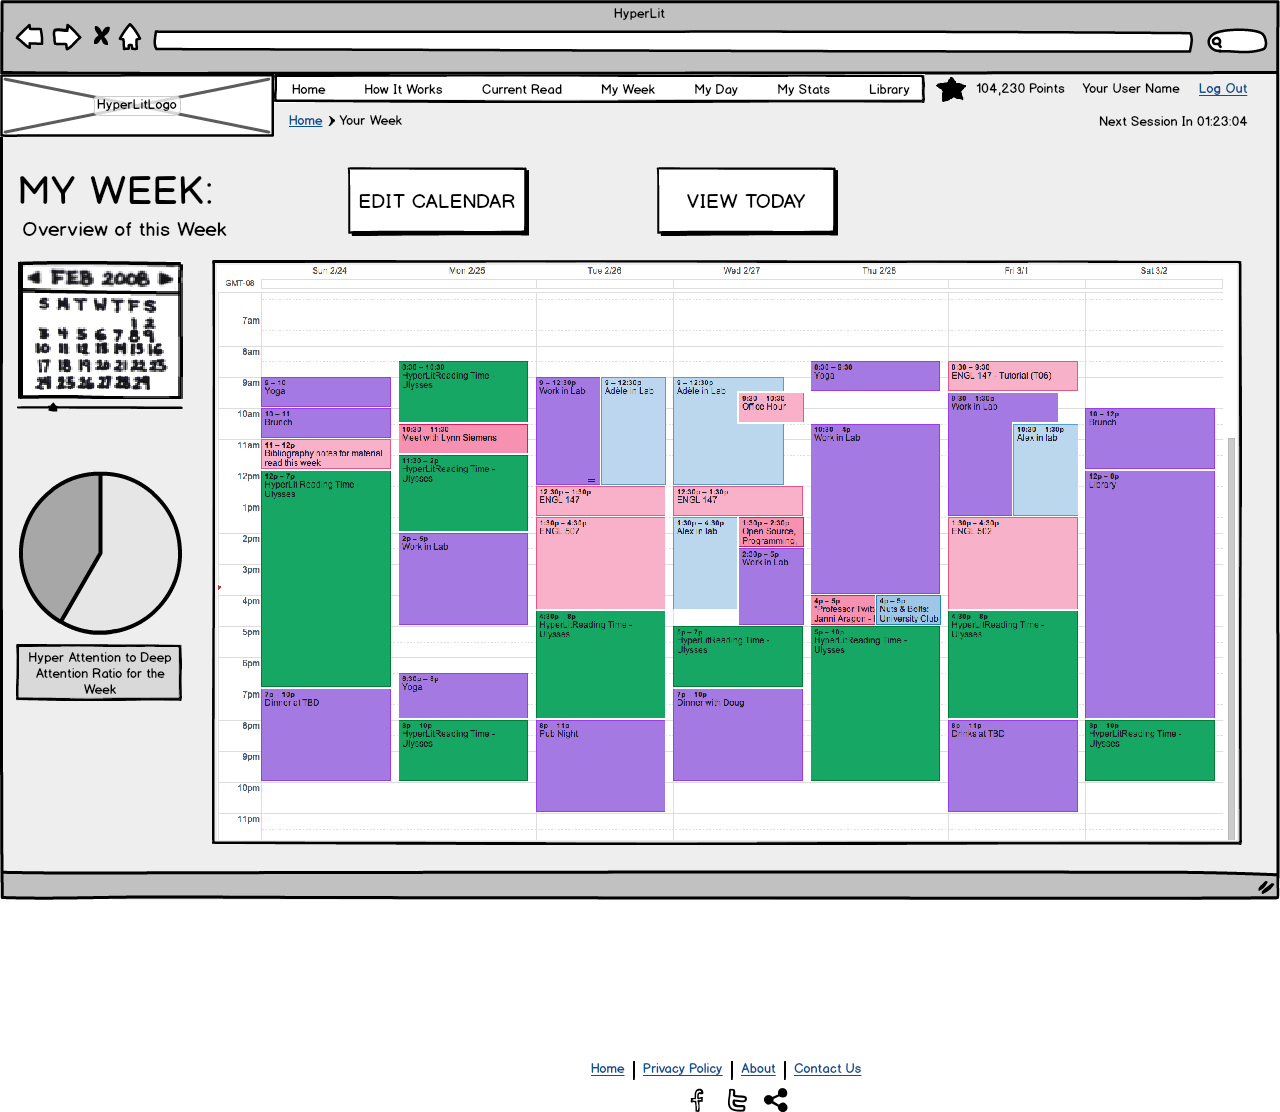 HyperLit
HyperLitLogo
Home How It Works Current Read My Week My Day My Stats Library
104,230 Points Your User Name Log Out
Home Your Week
Next Session In 01:23:04
MY WEEK:
Overview of this Week
EDIT CALENDAR
VIEW TODAY
FEB 2008
S M T W T F S
1 2
3 4 5 6 7 8 9
10 11 12 13 14 15 16
17 18 19 20 21 22 23
24 25 26 27 28 29
Hyper Attention to Deep
Attention Ratio for the
Week
Sun 2/24 Mon 2/25 Tue 2/26 Wed 2/27 Thu 2/28 Fri 3/1 Sat 3/2
GMT-08
7am
8am
9am
10am
11am
12pm
1pm
2pm
3pm
4pm
5pm
6pm
7pm
8pm
9pm
10pm
11pm
9 – 10
Yoga
10 – 11
Brunch
11 – 12p
Bibliography notes for material
read this week
12p – 7p
HyperLit Reading Time -
Ulysses
7p – 10p
Dinner at TBD
8:30 – 10:30
HyperLitReading Time -
Ulysses
10:30 – 11:30
Meet with Lynn Siemens
11:30 – 2p
HyperLitReading Time -
Ulysses
2p – 5p
Work in Lab
6:30p – 8p
Yoga
8p – 10p
HyperLitReading Time -
Ulysses
9 – 12:30p
Work in Lab
9 – 12:30p
Adèle in Lab
12:30p – 1:30p
ENGL 147
1:30p – 4:30p
ENGL 507
4:30p – 8p
HyperLitReading Time -
Ulysses
8p – 11p
Pub Night
9 – 12:30p
Adèle in Lab
9:30 – 10:30
Office Hour
12:30p – 1:30p
ENGL 147
1:30p – 4:30p
Alex in lab
1:30p – 2:30p
Open Source,
Programming,
2:30p – 5p
Work in Lab
5p – 7p
HyperLitReading Time -
Ulysses
7p – 10p
Dinner with Doug
8:30 – 9:30
Yoga
10:30 – 4p
Work in Lab
4p – 5p
"Professor Twitt
Janni Aragon -
4p – 5p
Nuts & Bolts:
University Club
5p – 10p
HyperLitReading Time -
Ulysses
8:30 – 9:30
ENGL 147 - Tutorial (T06)
9:30 – 1:30p
Work in Lab
10:30 – 1:30p
Alex in lab
1:30p – 4:30p
ENGL 502
4:30p – 8p
HyperLitReading Time -
Ulysses
8p – 11p
Drinks at TBD
10 – 12p
Brunch
12p – 8p
Library
8p – 10p
HyperLitReading Time -
Ulysses
Home Privacy Policy About Contact Us